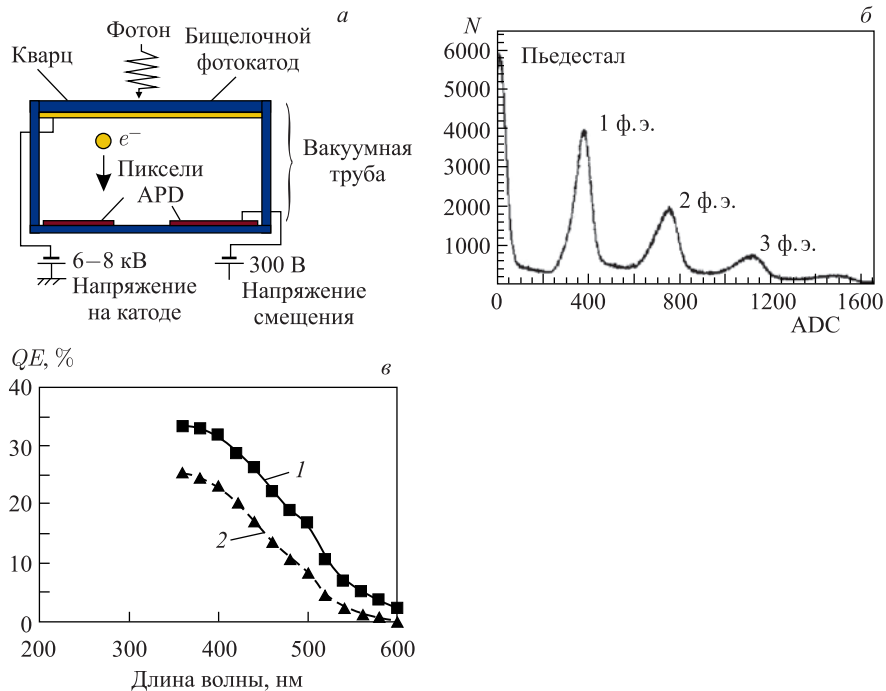 а
Фотон
Кварц
Бищелочной
фотокатод
e−
Пиксели
APD
Вакуумная
труба
6−8 кВ
Напряжение
на катоде
300 В
Напряжение
смещения
б
N
6000
5000
4000
3000
2000
1000
0
400
800
1200
1600
ADC
Пьедестал
1 ф.э.
2 ф.э.
3 ф.э.
в
QE, %
40
30
20
10
0
200
300
400
500
600
Длина волны, нм
1
2